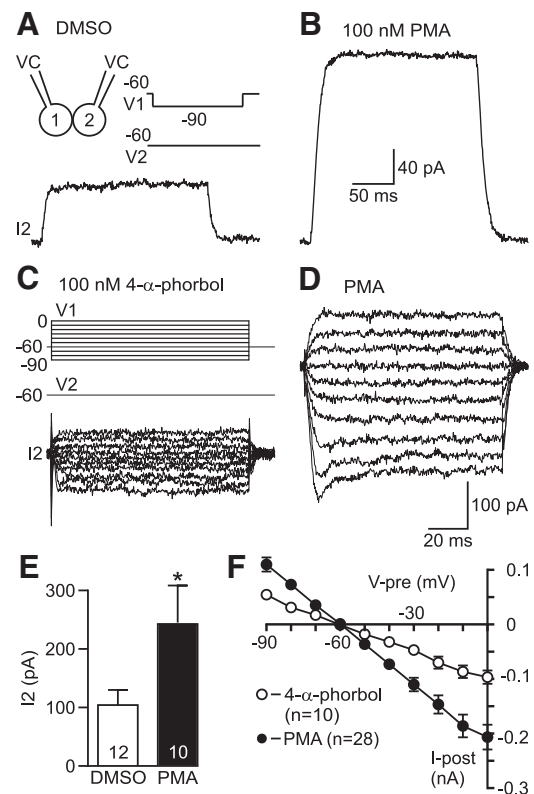 A DMSO
VC VC
1 2
-60
V1
-90
-60
V2
I2
B 100 nM PMA
40 pA
50 ms
C 100 nM 4-α-phorbol
V1
0
-60
-90
V2
-60
I2
D PMA
100 pA
20 ms
E
*
300
200
100
0
I2 (pA)
12 10
DMSO PMA
F
V-pre (mV)
-90 -60 -30
0.1
0
-0.1
-0.2
-0.3
4-α-phorbol
(n=10)
PMA (n=28)
I-post
(nA)